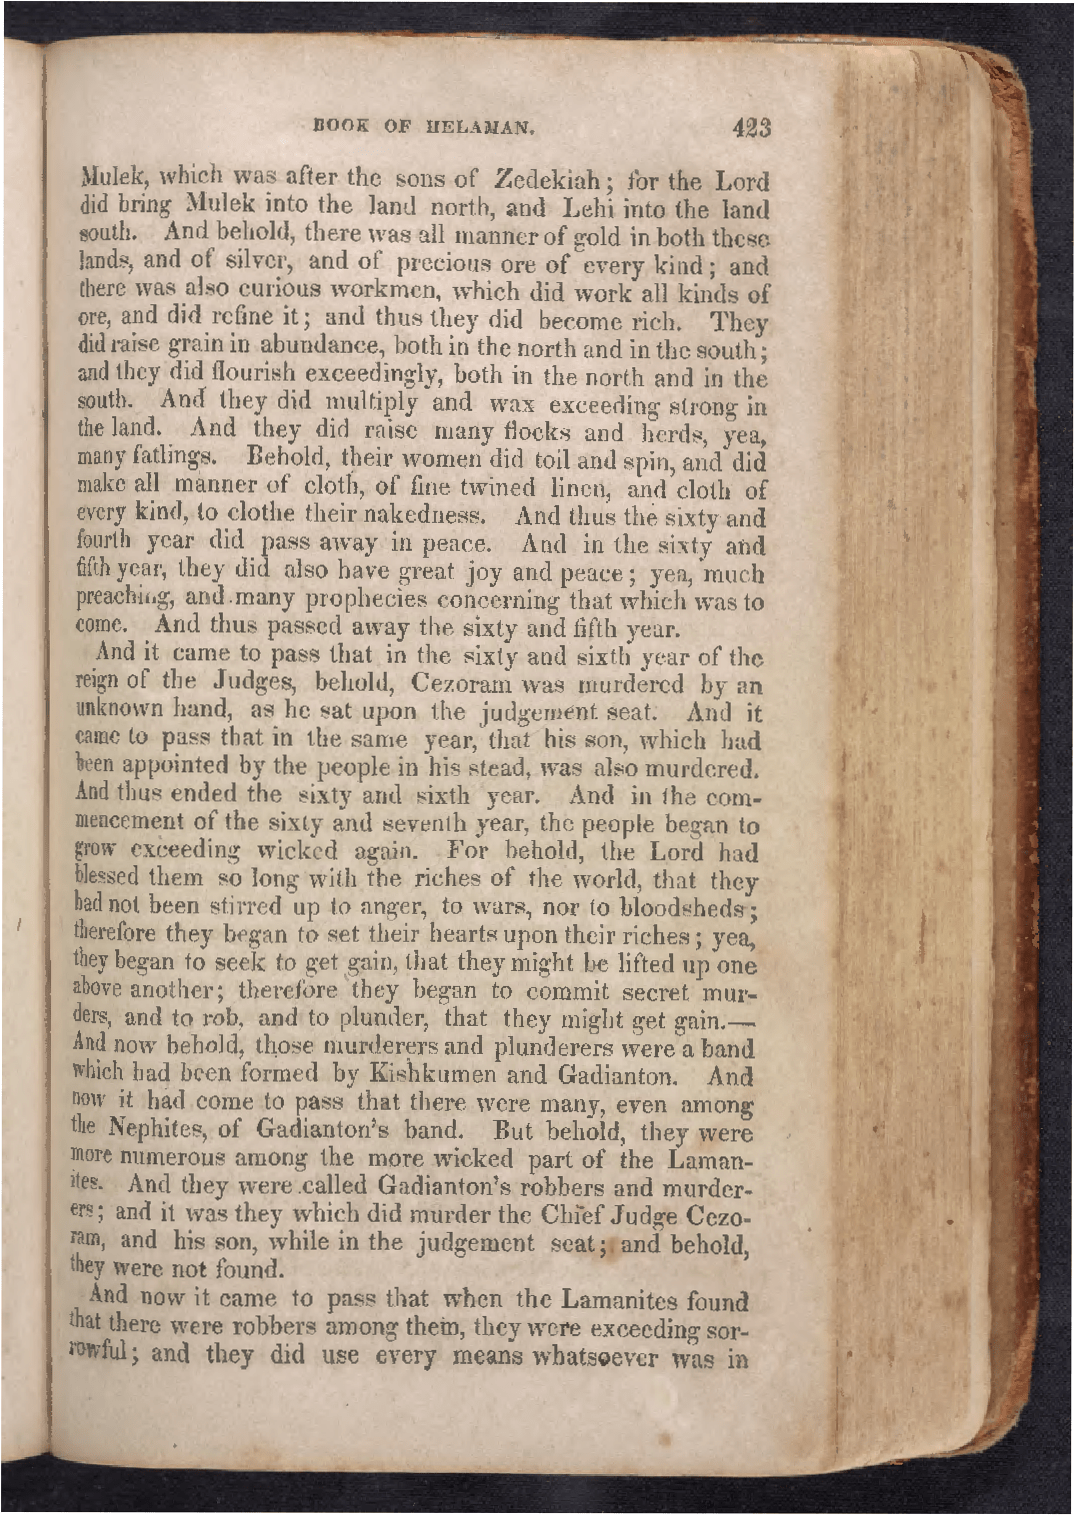 BOOK OF HELAMAN. 423
Mulek, which was after the sons of Zedekiah; for the Lord
did bring Mulek into the land north, and Lehi into the land
south. And behold, there was all manner of gold in both these
lands, and of silver, and of precious ore of every kind; and
there was also curious workmen, which did work all kinds of
ore, and did refine it; and thus they did become rich. They
did raise grain in abundance, both in the north and in the south;
and they did flourish exceedingly, both in the north and in the
south. And they did multiply and wax exceeding strong in
the land. And they did raise many flocks and herds, yea,
many fatlings. Behold, their women did toil and spin, and did
make all manner of cloth, of fine twined linen, and cloth of
every kind, to clothe their nakedness. And thus the sixty and
fourth year did pass away in peace. And in the sixty and
fifth year, they did also have great joy and peace; yea, much
preaching, and many prophecies concerning that which was to
come. And thus passed away the sixty and fifth year.
And it came to pass that in the sixty and sixth year of the
reign of the Judges, behold, Cezoram was murdered by an
unknown hand, as he sat upon the judgement seat. And it
came to pass that in the same year, that his son, which had
been appointed by the people in his stead, was also murdered.
And thus ended the sixty and sixth year. And in the com-
mencement of the sixty and seventh year, the people began to
grow exceeding wicked again. For behold, the Lord had
blessed them so long with the riches of the world, that they
had not been stirred up to anger, to wars, nor to bloodsheds;
therefore they began to set their hearts upon their riches; yea,
they began to seek to get gain, that they might be lifted up one
above another; therefore they began to commit secret mur-
ders, and to rob, and to plunder, that they might get gain.—
And now behold, those murderers and plunderers were a band
which had been formed by Kishkumen and Gadianton. And
now it had come to pass that there were many, even among
the Nephites, of Gadianton's band. But behold, they were
more numerous among the more wicked part of the Laman-
ites. And they were called Gadianton's robbers and murder-
ers; and it was they which did murder the Chief Judge Cezo-
ram, and his son, while in the judgement seat; and behold,
they were not found.
And now it came to pass that when the Lamanites found
that there were robbers among them, they were exceeding sor-
rowful; and they did use every means whatsoever was in